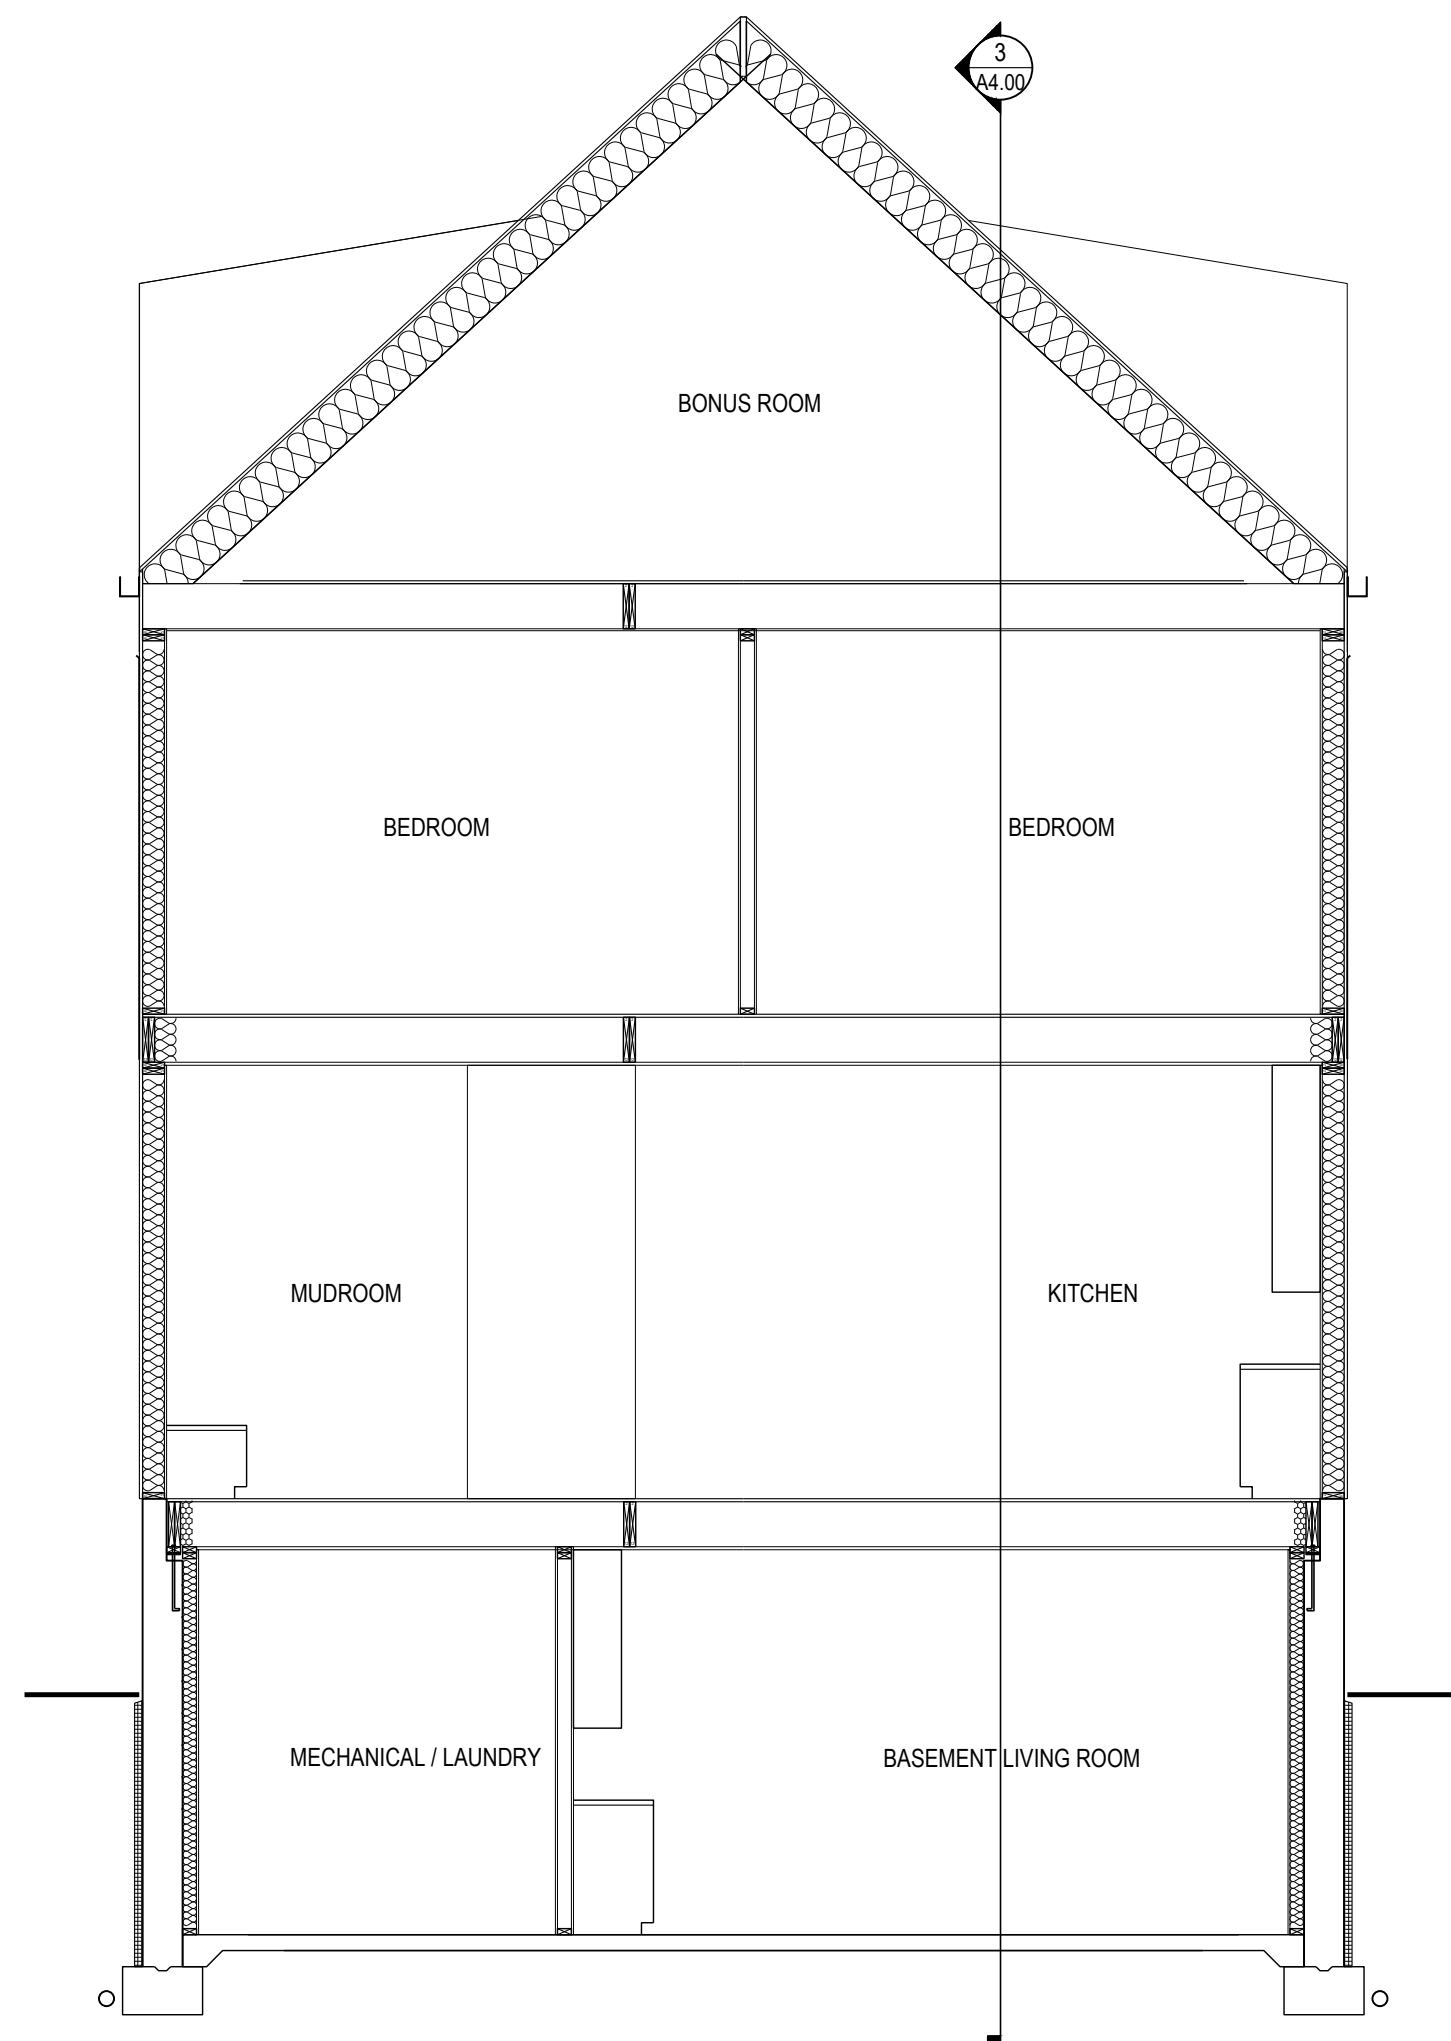 3
A4.00
BONUS ROOM
BEDROOM
BEDROOM
MUDROOM
KITCHEN
MECHANICAL / LAUNDRY
BASEMENT LIVING ROOM